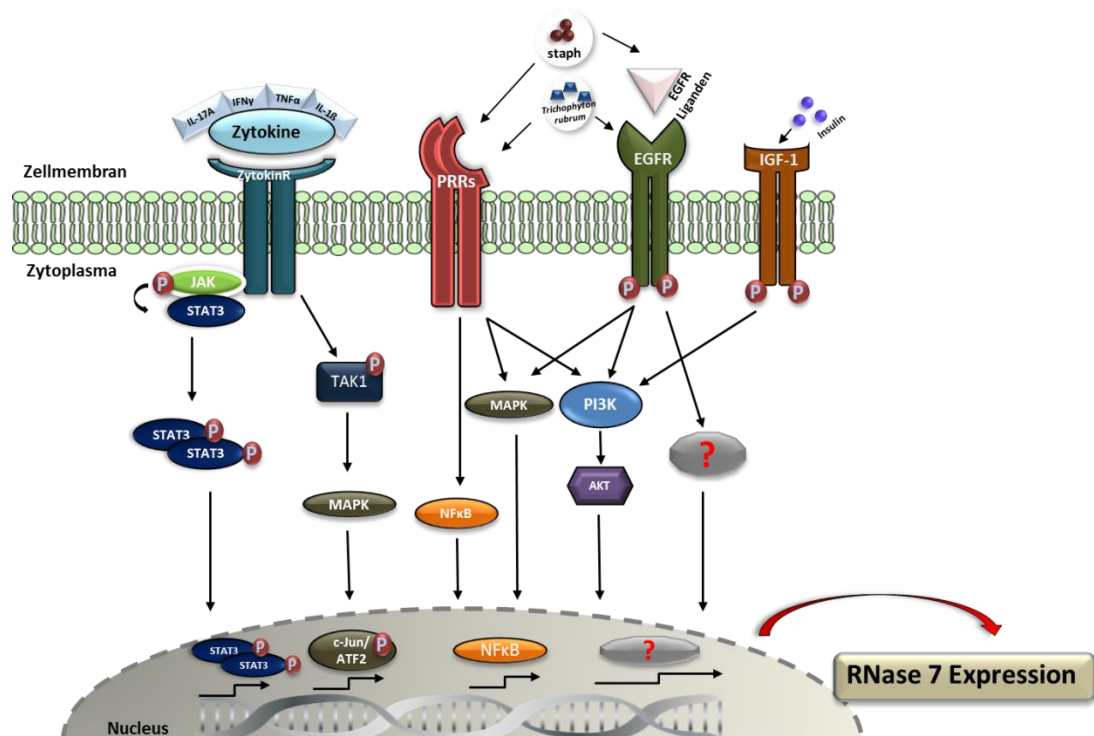 staph
Trichophyton
rubrum
EGFR
Liganden
Insulin
IL-17A
IFNγ
TNFα
IL-1ß
Zytokine
ZytokinR
PRRs
EGFR
IGF-1
Zellmembran
Zytoplasma
P
JAK
STAT3
P
P
P
P
TAK1
P
MAPK
PI3K
STAT3
P
STAT3
P
?
AKT
MAPK
NFκB
STAT3
P
STAT3
P
c-Jun/
ATF2
P
NFκB
?
RNase 7 Expression
Nucleus